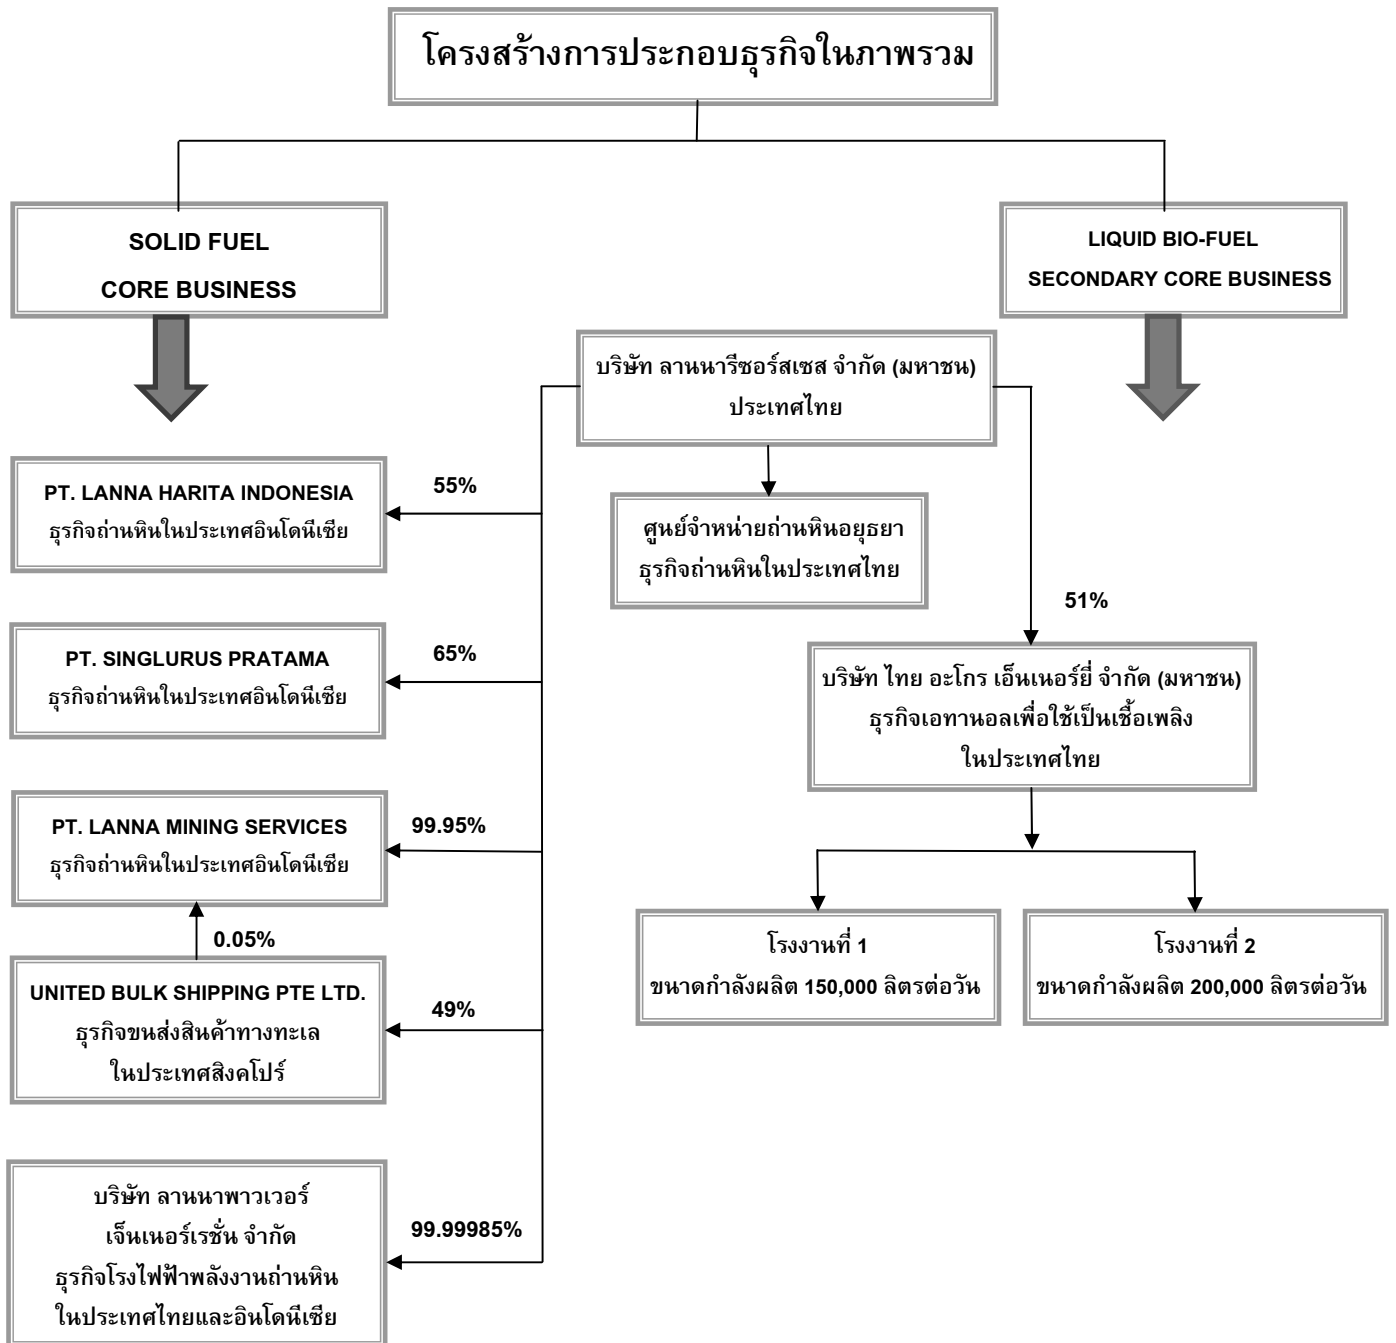 โครงสร้างการประกอบธุรกิจในภาพรวม
SOLID FUEL
CORE BUSINESS
LIQUID BIO-FUEL
SECONDARY CORE BUSINESS
บริษัท ลานนารีซอร์สเซส จำกัด (มหาชน)
ประเทศไทย
PT. LANNA HARITA INDONESIA
ธุรกิจถ่านหินในประเทศอินโดนีเซีย
55%
ศูนย์จำหน่ายถ่านหินอยุธยา
ธุรกิจถ่านหินในประเทศไทย
51%
PT. SINGLURUS PRATAMA
ธุรกิจถ่านหินในประเทศอินโดนีเซีย
65%
บริษัท ไทย อะโกร เอ็นเนอร์ยี่ จำกัด (มหาชน)
ธุรกิจเอทานอลเพื่อใช้เป็นเชื้อเพลิง
ในประเทศไทย
PT. LANNA MINING SERVICES
ธุรกิจถ่านหินในประเทศอินโดนีเซีย
99.95%
0.05%
โรงงานที่ 1
ขนาดกำลังผลิต 150,000 ลิตรต่อวัน
โรงงานที่ 2
ขนาดกำลังผลิต 200,000 ลิตรต่อวัน
UNITED BULK SHIPPING PTE LTD.
ธุรกิจขนส่งสินค้าทางทะเล
ในประเทศสิงคโปร์
49%
บริษัท ลานนาพาวเวอร์
เจ็นเนอร์เรชั่น จำกัด
ธุรกิจโรงไฟฟ้าพลังงานถ่านหิน
ในประเทศไทยและอินโดนีเซีย
99.99985%